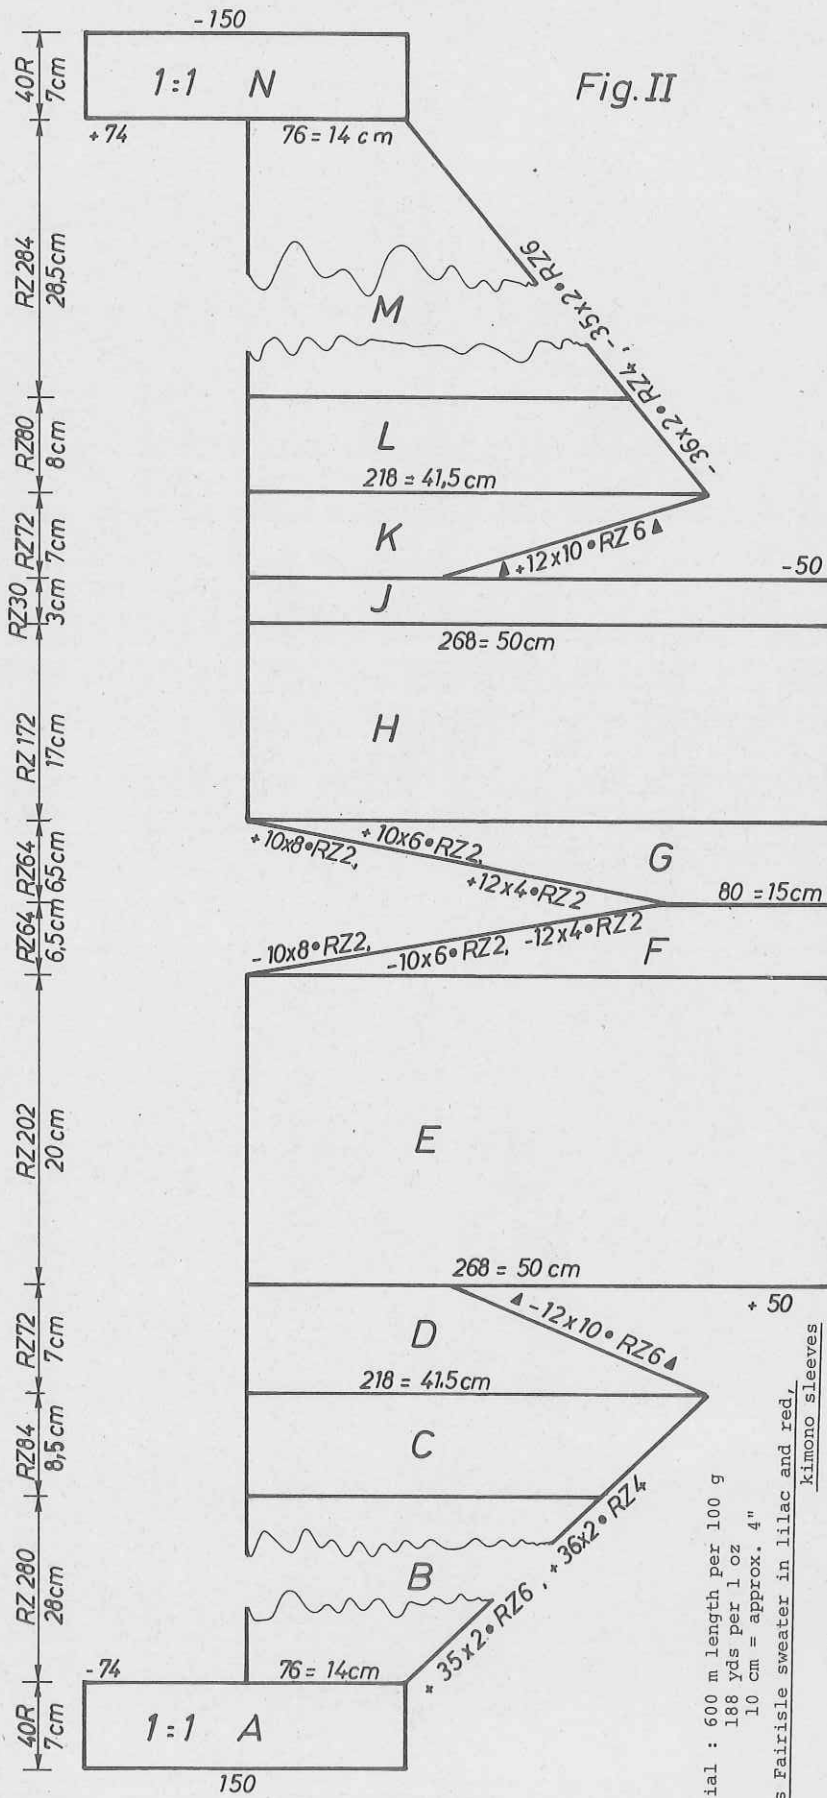 -150
40R
7cm
1:1 N
Fig. II
+74
76 = 14 cm
RZ284
28,5cm
-36x2•RZ4, -35x2•RZ6
M
RZ80
8cm
L
218 = 41,5 cm
RZ72
7cm
K
+12x10•RZ6
-50
RZ30
3cm
J
268 = 50cm
RZ172
17cm
H
RZ64
6,5cm
+10x8•RZ2,
+10x6•RZ2,
+12x4•RZ2
G
80 = 15cm
RZ64
6,5cm
-10x8•RZ2,
-10x6•RZ2,
-12x4•RZ2
F
RZ202
20cm
E
268 = 50 cm
+50
RZ72
7cm
D
-12x10•RZ6
218 = 41.5cm
RZ84
8,5cm
C
RZ280
28cm
B
+35x2•RZ6, +36x2•RZ4
-74
76 = 14cm
40R
7cm
1:1 A
150
ial : 600 m length per 100 g
188 yds per 1 oz
10 cm = approx. 4"
s Fairisle sweater in lilac and red,
kimono sleeves